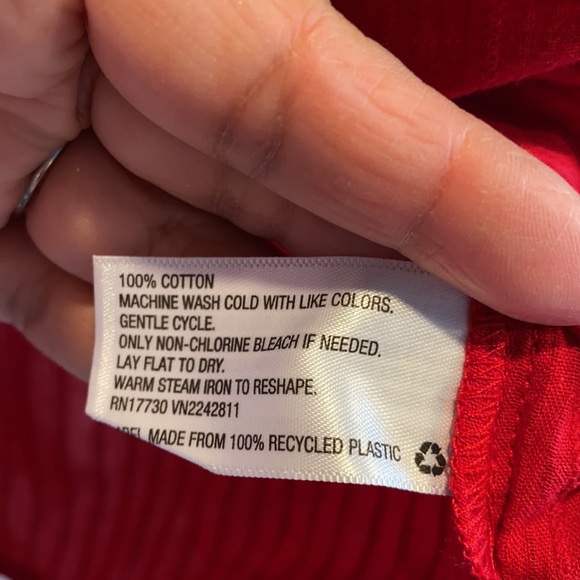 100% COTTON
MACHINE WASH COLD WITH LIKE COLORS.
GENTLE CYCLE.
ONLY NON-CHLORINE BLEACH IF NEEDED.
LAY FLAT TO DRY.
WARM STEAM IRON TO RESHAPE.
RN17730 VN2242811
MADE FROM 100% RECYCLED PLASTIC